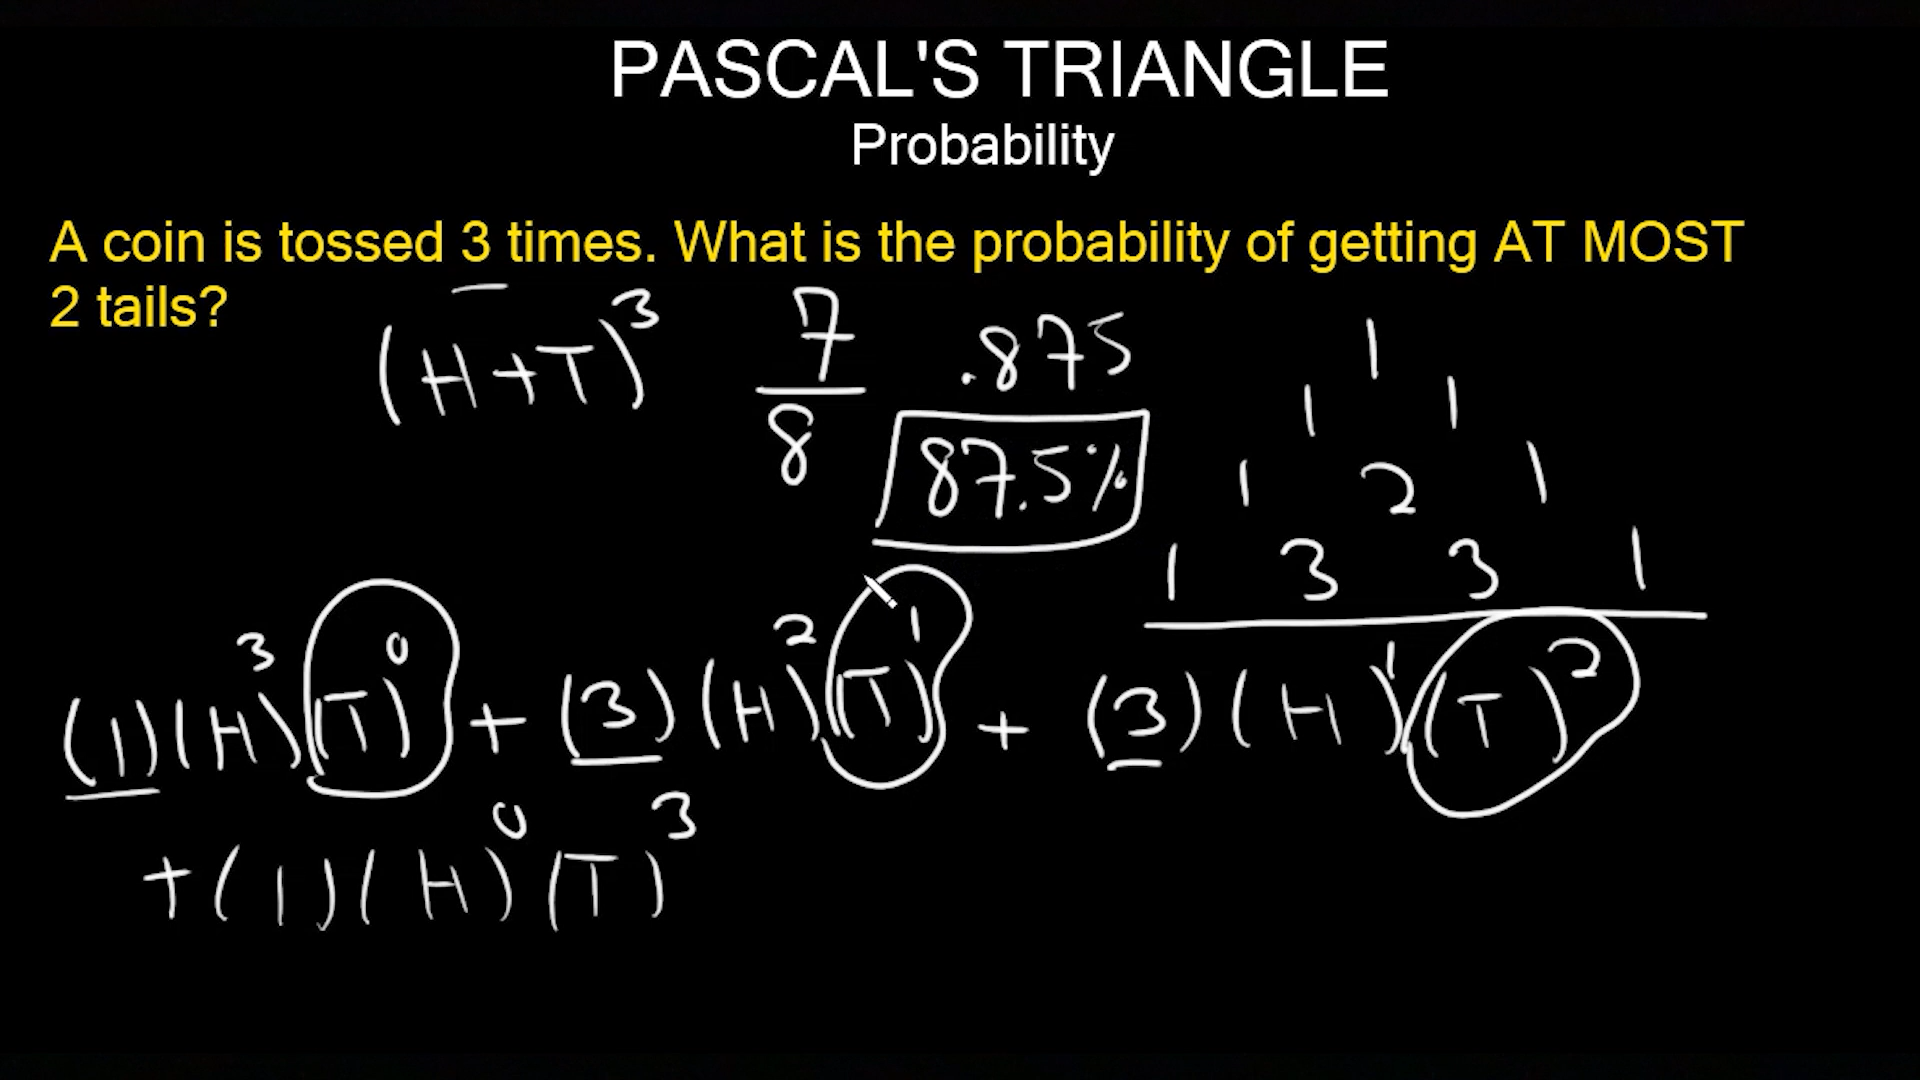 PASCAL'S TRIANGLE
Probability
A coin is tossed 3 times. What is the probability of getting AT MOST
2 tails?
(H+T)³
7/8
.875
87.5%
1
1 1
1 2 1
1 3 3 1
(1)(H)³(T)⁰ + (3)(H)²(T)¹ + (3)(H)¹(T)²
+(1)(H)⁰(T)³